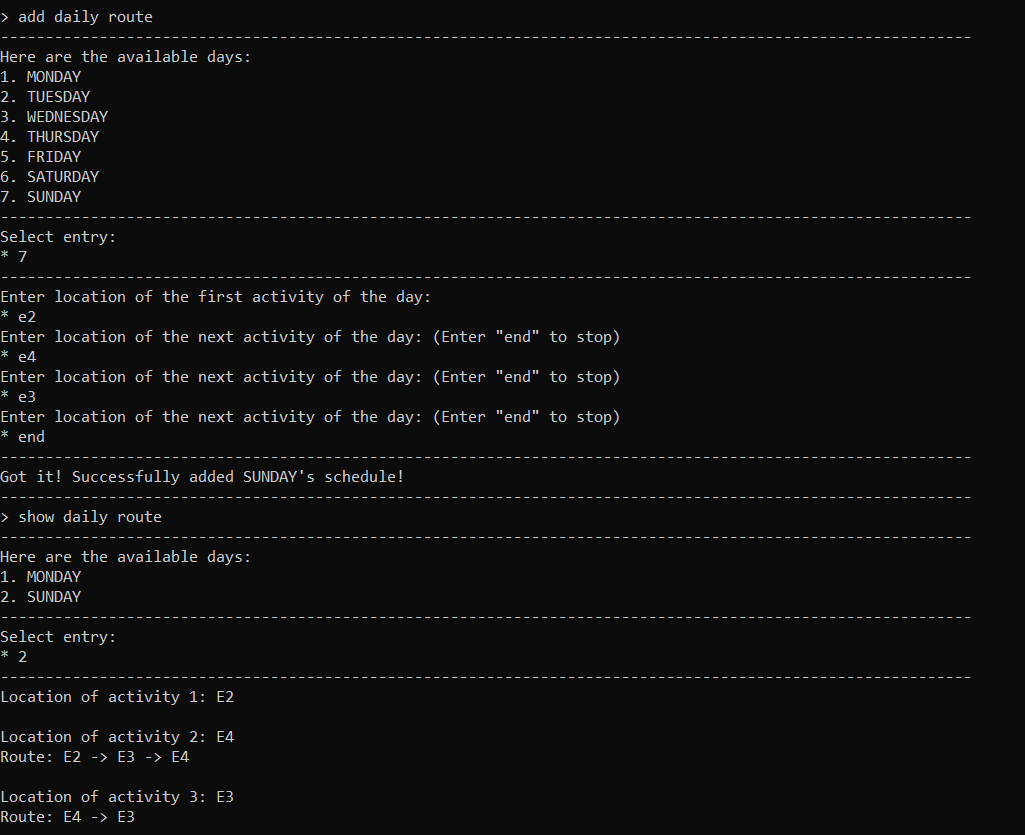 > add daily route
------------------------------------------------------------------------------------------------------------
Here are the available days:
1. MONDAY
2. TUESDAY
3. WEDNESDAY
4. THURSDAY
5. FRIDAY
6. SATURDAY
7. SUNDAY
------------------------------------------------------------------------------------------------------------
Select entry:
* 7
------------------------------------------------------------------------------------------------------------
Enter location of the first activity of the day:
* e2
Enter location of the next activity of the day: (Enter "end" to stop)
* e4
Enter location of the next activity of the day: (Enter "end" to stop)
* e3
Enter location of the next activity of the day: (Enter "end" to stop)
* end
------------------------------------------------------------------------------------------------------------
Got it! Successfully added SUNDAY's schedule!
------------------------------------------------------------------------------------------------------------
> show daily route
------------------------------------------------------------------------------------------------------------
Here are the available days:
1. MONDAY
2. SUNDAY
------------------------------------------------------------------------------------------------------------
Select entry:
* 2
------------------------------------------------------------------------------------------------------------
Location of activity 1: E2
Location of activity 2: E4
Route: E2 -> E3 -> E4
Location of activity 3: E3
Route: E4 -> E3